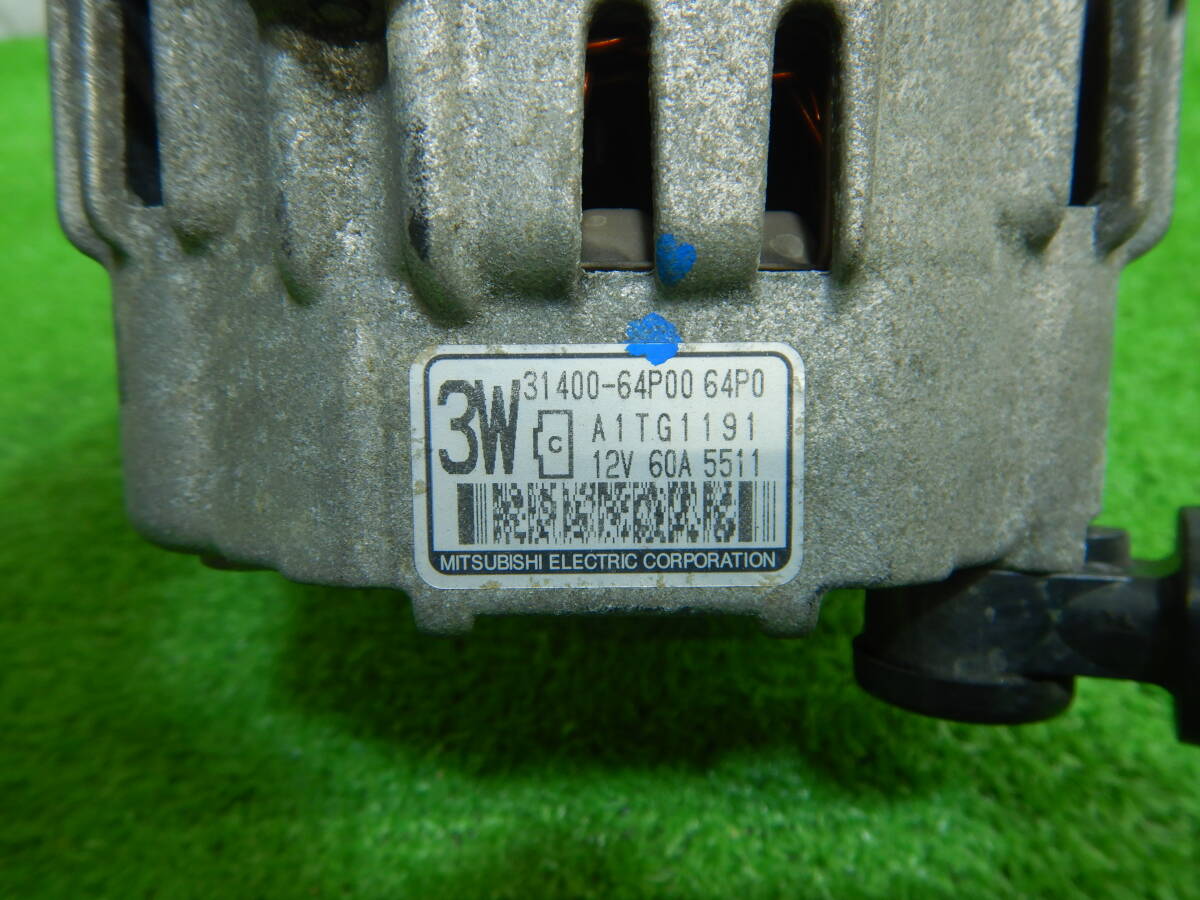 3W 31400-64P00 64P0
C A1TG1191
12V 60A 5511
MITSUBISHI ELECTRIC CORPORATION